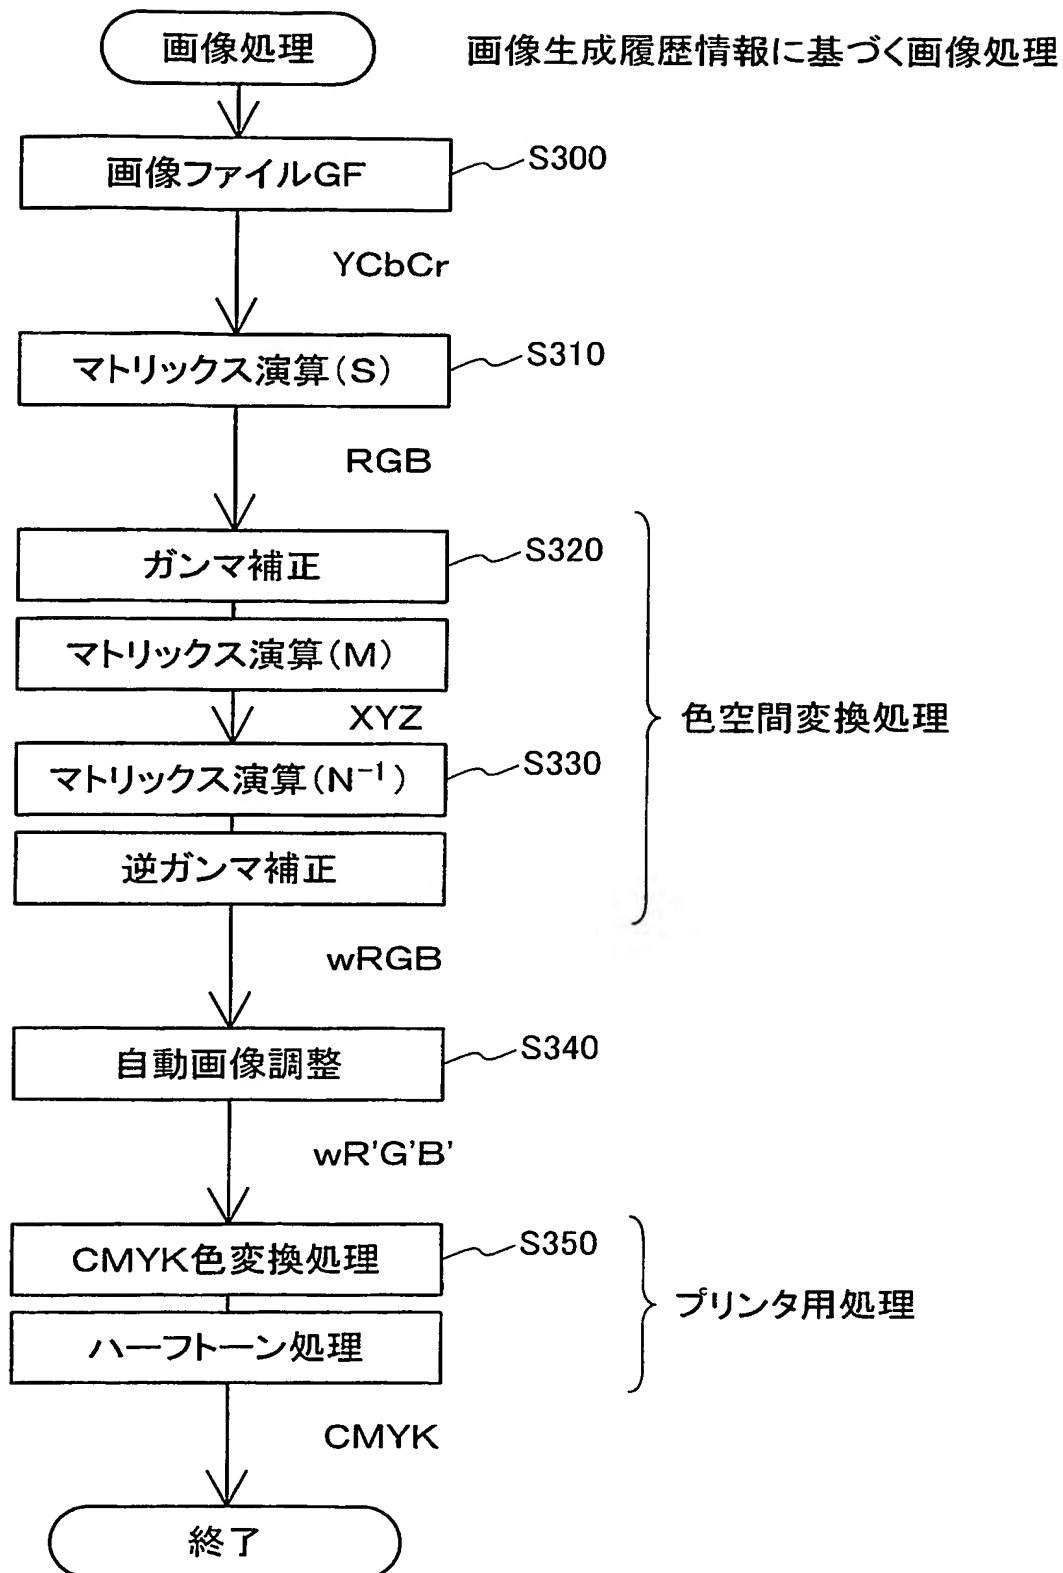 画像処理
画像生成履歴情報に基づく画像処理
画像ファイルGF
S300
YCbCr
マトリックス演算(S)
S310
RGB
ガンマ補正
S320
マトリックス演算(M)
XYZ
マトリックス演算(N⁻¹)
S330
逆ガンマ補正
色空間変換処理
wRGB
自動画像調整
S340
wR'G'B'
CMYK色変換処理
S350
ハーフトーン処理
プリンタ用処理
CMYK
終了